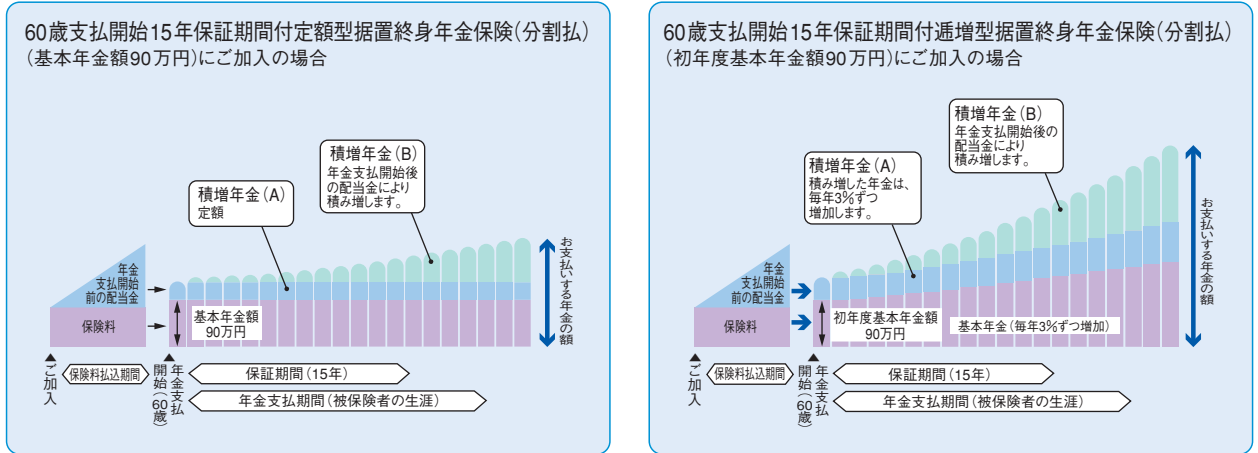 60歳支払開始15年保証期間付定額型据置終身年金保険(分割払)
(基本年金額90万円)にご加入の場合
積増年金(B)
年金支払開始後
の配当金により
積み増します。
積増年金(A)
定額
年金
支払開始
前の配当金
保険料
基本年金額
90万円
お支払いする年金の額
ご加入
保険料払込期間
年金支払
開始(60歳)
保証期間(15年)
年金支払期間(被保険者の生涯)
60歳支払開始15年保証期間付逓増型据置終身年金保険(分割払)
(初年度基本年金額90万円)にご加入の場合
積増年金(B)
年金支払開始後の
配当金により
積み増します。
積増年金(A)
積み増した年金は、
毎年3%ずつ
増加します。
年金
支払開始
前の配当金
保険料
初年度基本年金額
90万円
基本年金(毎年3%ずつ増加)
お支払いする年金の額
ご加入
保険料払込期間
年金支払
開始(60歳)
保証期間(15年)
年金支払期間(被保険者の生涯)